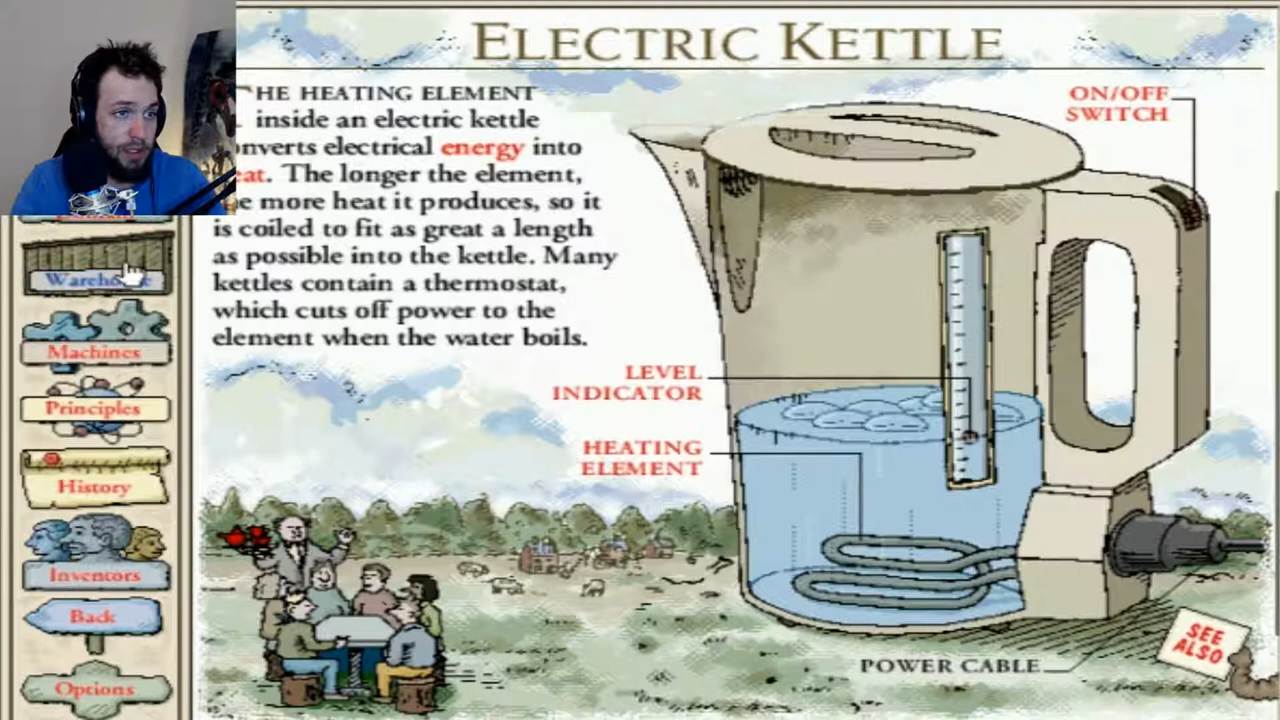 ELECTRIC KETTLE
HE HEATING ELEMENT
inside an electric kettle
onverts electrical energy into
eat. The longer the element,
e more heat it produces, so it
is coiled to fit as great a length
as possible into the kettle. Many
kettles contain a thermostat,
which cuts off power to the
element when the water boils.
ON/OFF
SWITCH
LEVEL
INDICATOR
HEATING
ELEMENT
POWER CABLE
SEE
ALSO
Machines
Principles
History
Inventors
Back
Options